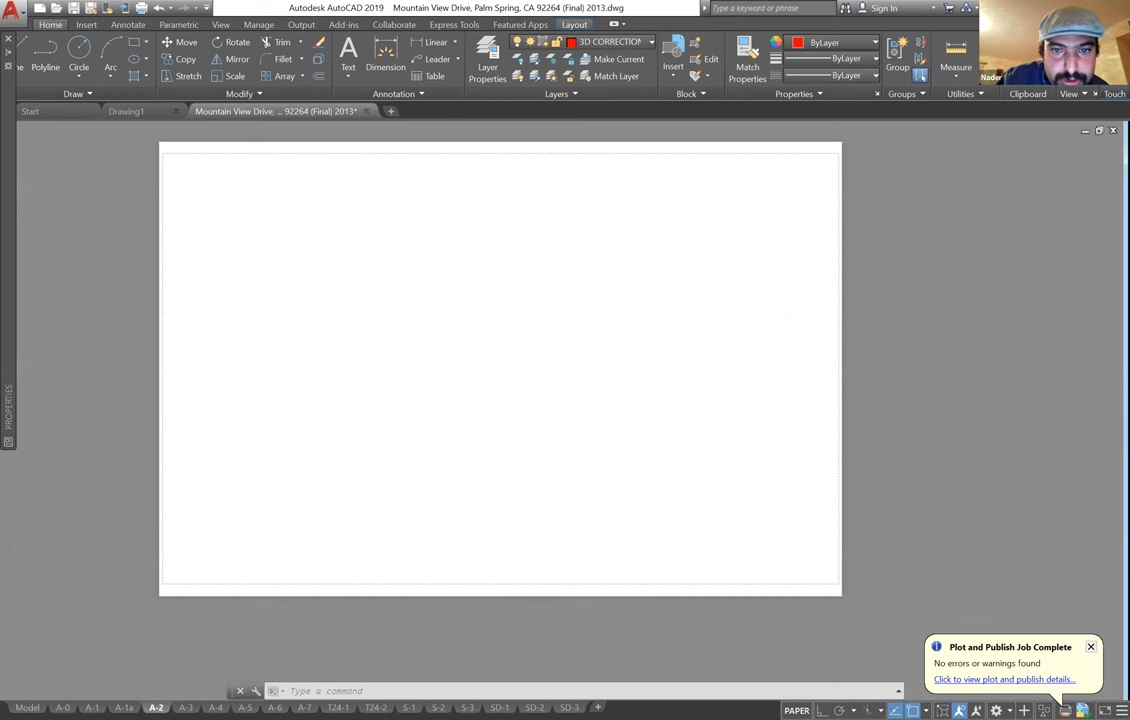 Autodesk AutoCAD 2019 Mountain View Drive, Palm Spring, CA 92264 (Final) 2013.dwg
Type a keyword or phrase
Sign In
Home Insert Annotate Parametric View Manage Output Add-ins Collaborate Express Tools Featured Apps Layout
Polyline Circle Arc
Move Rotate Trim
Copy Mirror Fillet
Stretch Scale Array
Text Dimension
Linear
Leader
Table
Layer
Properties
3D CORRECTION
Make Current
Match Layer
Insert
Edit
Match
Properties
ByLayer
ByLayer
ByLayer
Group
Measure
Nader
Draw Modify Annotation Layers Block Properties Groups Utilities Clipboard View Touch
Start Drawing1 Mountain View Drive, ... 92264 (Final) 2013*
PROPERTIES
Plot and Publish Job Complete
No errors or warnings found
Click to view plot and publish details...
Type a command
Model A-0 A-1 A-1a A-2 A-3 A-4 A-5 A-6 A-7 T24-1 T24-2 S-1 S-2 S-3 SD-1 SD-2 SD-3
PAPER